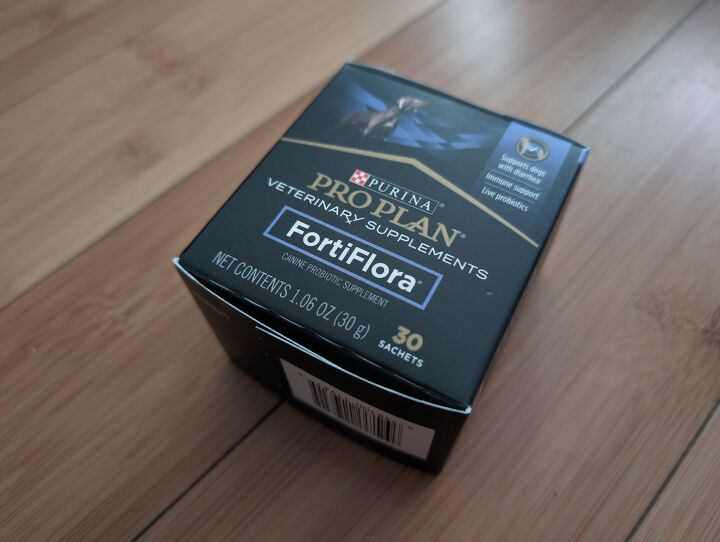 Supports dogs
with diarrhea
Immune support
Live probiotics
PURINA®
PRO PLAN®
VETERINARY SUPPLEMENTS
FortiFlora®
CANINE PROBIOTIC SUPPLEMENT
NET CONTENTS 1.06 OZ (30 g)
30
SACHETS